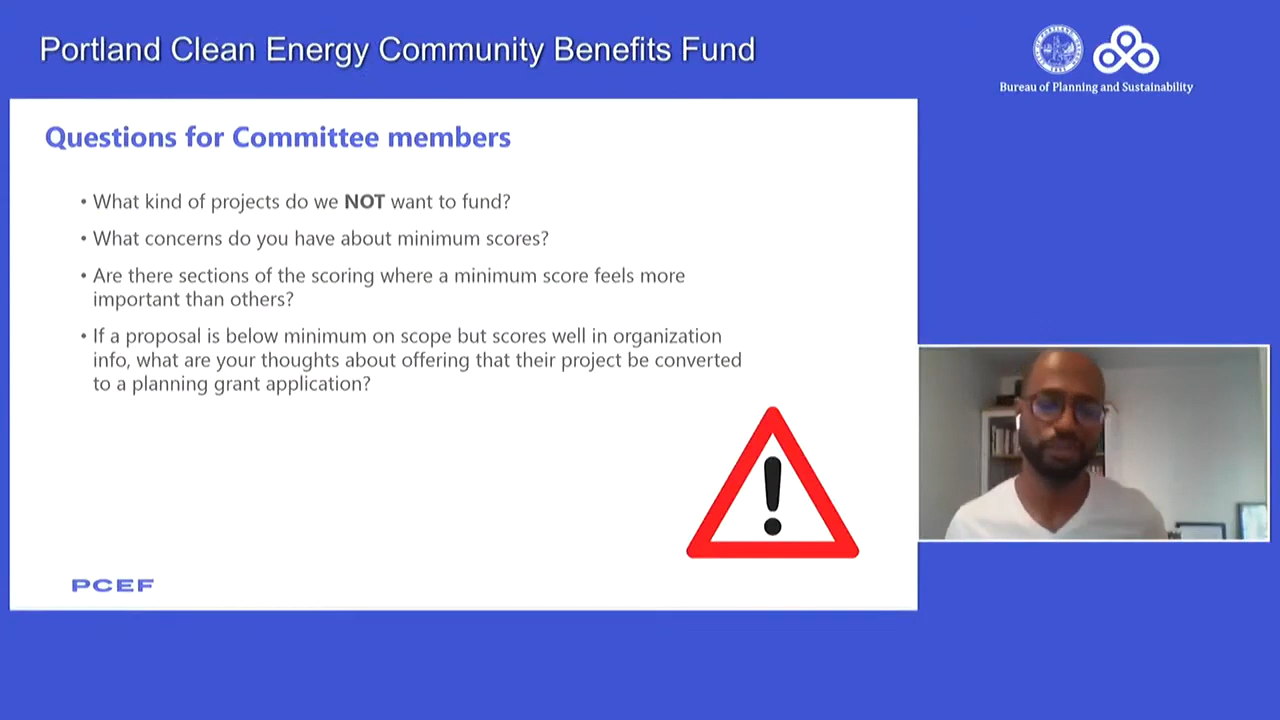 Portland Clean Energy Community Benefits Fund
Bureau of Planning and Sustainability
Questions for Committee members
• What kind of projects do we NOT want to fund?
• What concerns do you have about minimum scores?
• Are there sections of the scoring where a minimum score feels more
important than others?
• If a proposal is below minimum on scope but scores well in organization
info, what are your thoughts about offering that their project be converted
to a planning grant application?
PCEF